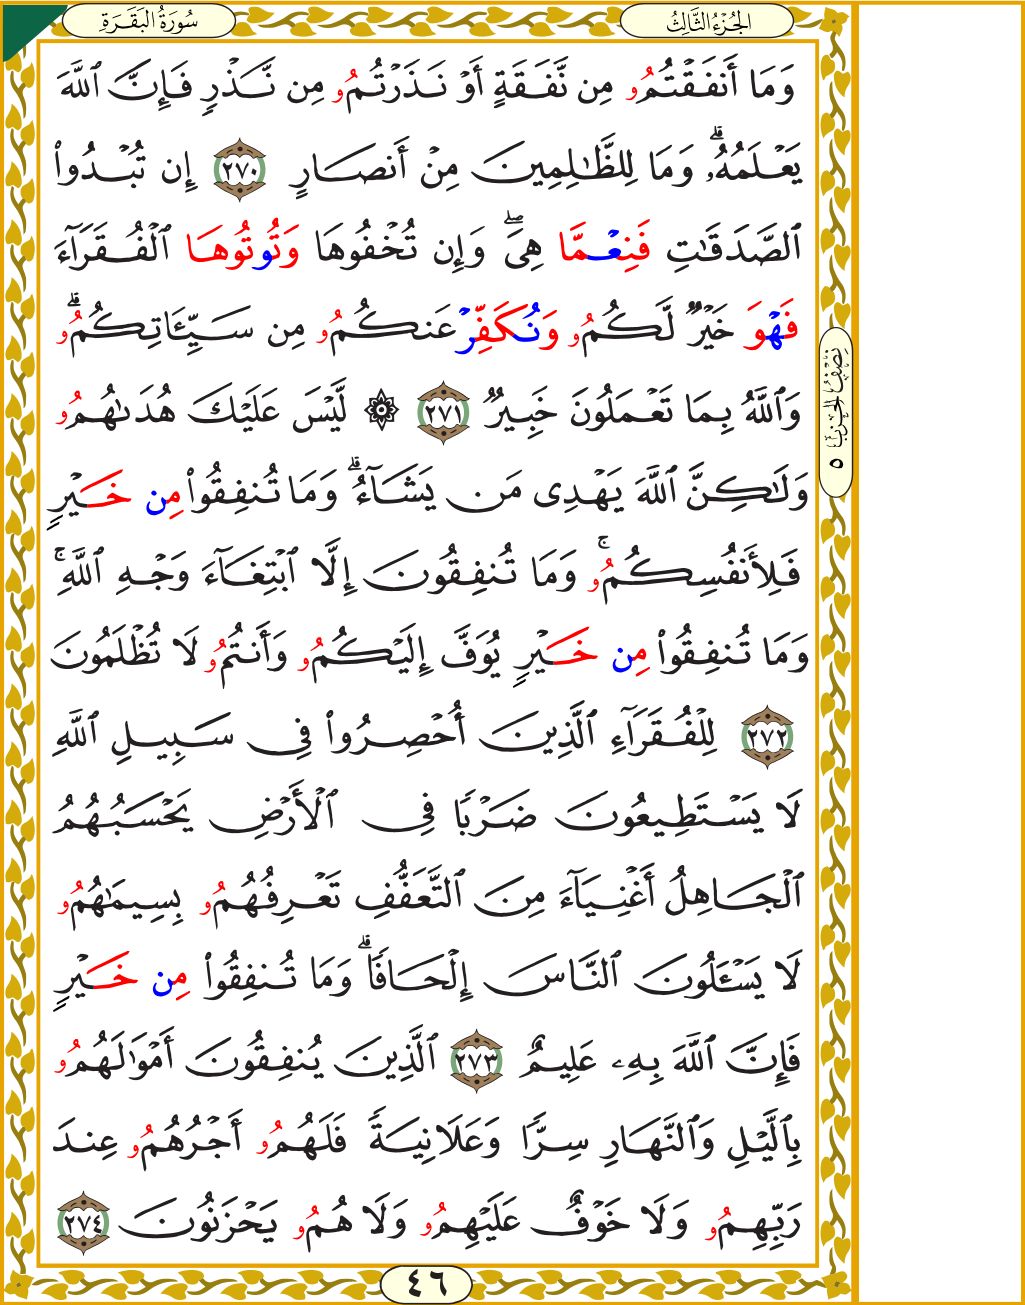 الجُزْءُ الثَّالِثُ
سُورَةُ البَقَرَةِ
وَمَا أَنفَقْتُمُۥ مِن نَّفَقَةٍ أَوْ نَذَرْتُمُۥ مِن نَّذْرٍ فَإِنَّ ٱللَّهَ
يَعْلَمُهُۥۗ وَمَا لِلظَّٰلِمِينَ مِنْ أَنصَارٍ ٢٧٠ إِن تُبْدُوا۟
ٱلصَّدَقَٰتِ فَنِعْمَّا هِىَۖ وَإِن تُخْفُوهَا وَتُوتُوهَا ٱلْفُقَرَآءَ
فَهْوَ خَيْرٌ لَّكُمُۥ وَنُكَفِّرْ عَنكُمُۥ مِن سَيِّـَٔاتِكُمُۥۗ
وَٱللَّهُ بِمَا تَعْمَلُونَ خَبِيرٌ ٢٧١ ۞ لَّيْسَ عَلَيْكَ هُدَىٰهُمُۥ
وَلَٰكِنَّ ٱللَّهَ يَهْدِى مَن يَشَآءُۗ وَمَا تُنفِقُوا۟ مِن خَيْرٍ
فَلِأَنفُسِكُمُۥۚ وَمَا تُنفِقُونَ إِلَّا ٱبْتِغَآءَ وَجْهِ ٱللَّهِۚ
وَمَا تُنفِقُوا۟ مِن خَيْرٍ يُوَفَّ إِلَيْكُمُۥ وَأَنتُمُۥ لَا تُظْلَمُونَ
٢٧٢ لِلْفُقَرَآءِ ٱلَّذِينَ أُحْصِرُوا۟ فِى سَبِيلِ ٱللَّهِ
لَا يَسْتَطِيعُونَ ضَرْبًا فِى ٱلْأَرْضِ يَحْسَبُهُمُ
ٱلْجَاهِلُ أَغْنِيَآءَ مِنَ ٱلتَّعَفُّفِ تَعْرِفُهُمُۥ بِسِيمَٰهُمُۥ
لَا يَسْـَٔلُونَ ٱلنَّاسَ إِلْحَافًاۗ وَمَا تُنفِقُوا۟ مِن خَيْرٍ
فَإِنَّ ٱللَّهَ بِهِۦ عَلِيمٌ ٢٧٣ ٱلَّذِينَ يُنفِقُونَ أَمْوَٰلَهُمُۥ
بِٱلَّيْلِ وَٱلنَّهَارِ سِرًّا وَعَلَانِيَةً فَلَهُمُۥ أَجْرُهُمُۥ عِندَ
رَبِّهِمُۥ وَلَا خَوْفٌ عَلَيْهِمُۥ وَلَا هُمُۥ يَحْزَنُونَ ٢٧٤
نِصْفُ الحِزْبِ ٥
٤٦